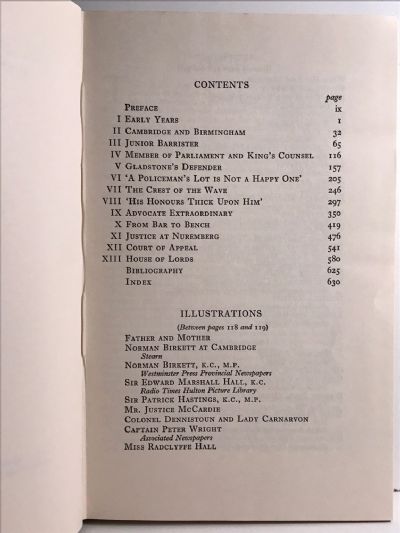 CONTENTS
page
PREFACE ix
I EARLY YEARS 1
II CAMBRIDGE AND BIRMINGHAM 32
III JUNIOR BARRISTER 65
IV MEMBER OF PARLIAMENT AND KING'S COUNSEL 116
V GLADSTONE'S DEFENDER 157
VI 'A POLICEMAN'S LOT IS NOT A HAPPY ONE' 205
VII THE CREST OF THE WAVE 246
VIII 'HIS HONOURS THICK UPON HIM' 297
IX ADVOCATE EXTRAORDINARY 350
X FROM BAR TO BENCH 419
XI JUSTICE AT NUREMBERG 476
XII COURT OF APPEAL 541
XIII HOUSE OF LORDS 580
BIBLIOGRAPHY 625
INDEX 630
ILLUSTRATIONS
(Between pages 118 and 119)
FATHER AND MOTHER
NORMAN BIRKETT AT CAMBRIDGE
Stearn
NORMAN BIRKETT, K.C., M.P.
Westminster Press Provincial Newspapers
SIR EDWARD MARSHALL HALL, K.C.
Radio Times Hulton Picture Library
SIR PATRICK HASTINGS, K.C., M.P.
MR. JUSTICE MCCARDIE
COLONEL DENNISTOUN AND LADY CARNARVON
CAPTAIN PETER WRIGHT
Associated Newspapers
MISS RADCLYFFE HALL